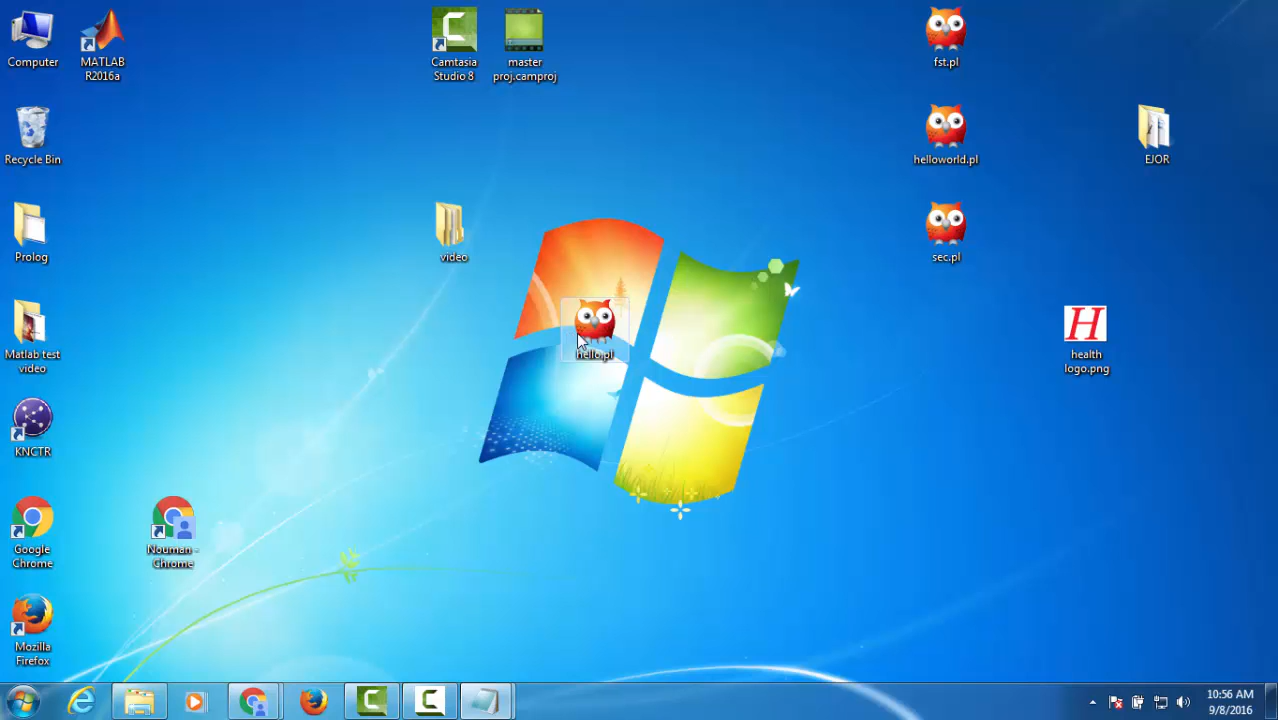 Computer
MATLAB
R2016a
Camtasia
Studio 8
master
proj.camproj
fst.pl
Recycle Bin
helloworld.pl
EJOR
Prolog
video
sec.pl
Matlab test
video
hello.pl
H
health
logo.png
KNCTR
Google
Chrome
Nouman -
Chrome
Mozilla
Firefox
10:56 AM
9/8/2016